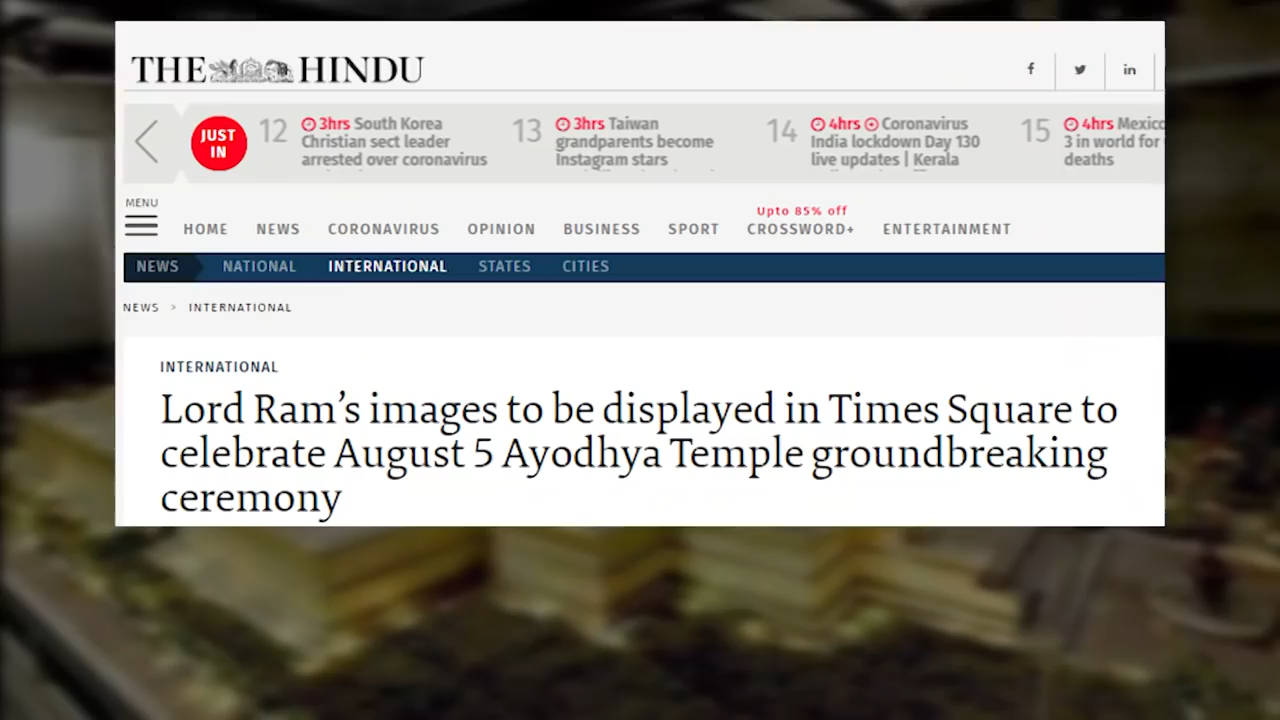 THE HINDU
f
in
JUST
IN
12
3hrs South Korea
Christian sect leader
arrested over coronavirus
13
3hrs Taiwan
grandparents become
Instagram stars
14
4hrs Coronavirus
India lockdown Day 130
live updates | Kerala
15
4hrs Mexico
3 in world for
deaths
MENU
Upto 85% off
HOME NEWS CORONAVIRUS OPINION BUSINESS SPORT CROSSWORD+ ENTERTAINMENT
NEWS NATIONAL INTERNATIONAL STATES CITIES
NEWS > INTERNATIONAL
INTERNATIONAL
Lord Ram’s images to be displayed in Times Square to
celebrate August 5 Ayodhya Temple groundbreaking
ceremony